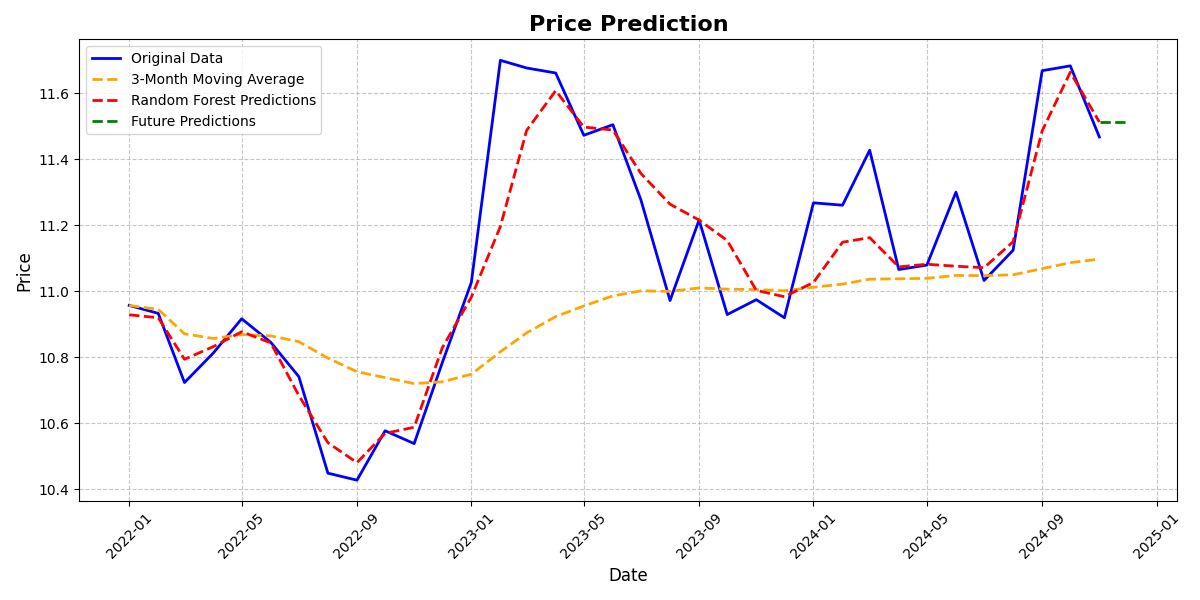 Price Prediction
Original Data
3-Month Moving Average
Random Forest Predictions
Future Predictions
Price
11.6
11.4
11.2
11.0
10.8
10.6
10.4
2022-01
2022-05
2022-09
2023-01
2023-05
2023-09
2024-01
2024-05
2024-09
2025-01
Date